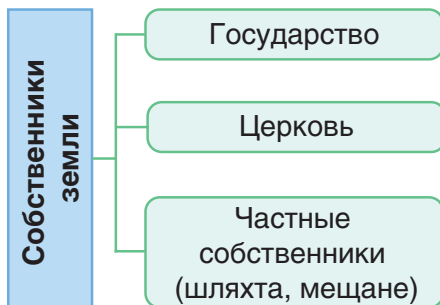 Собственники
земли
Государство
Церковь
Частные
собственники
(шляхта, мещане)